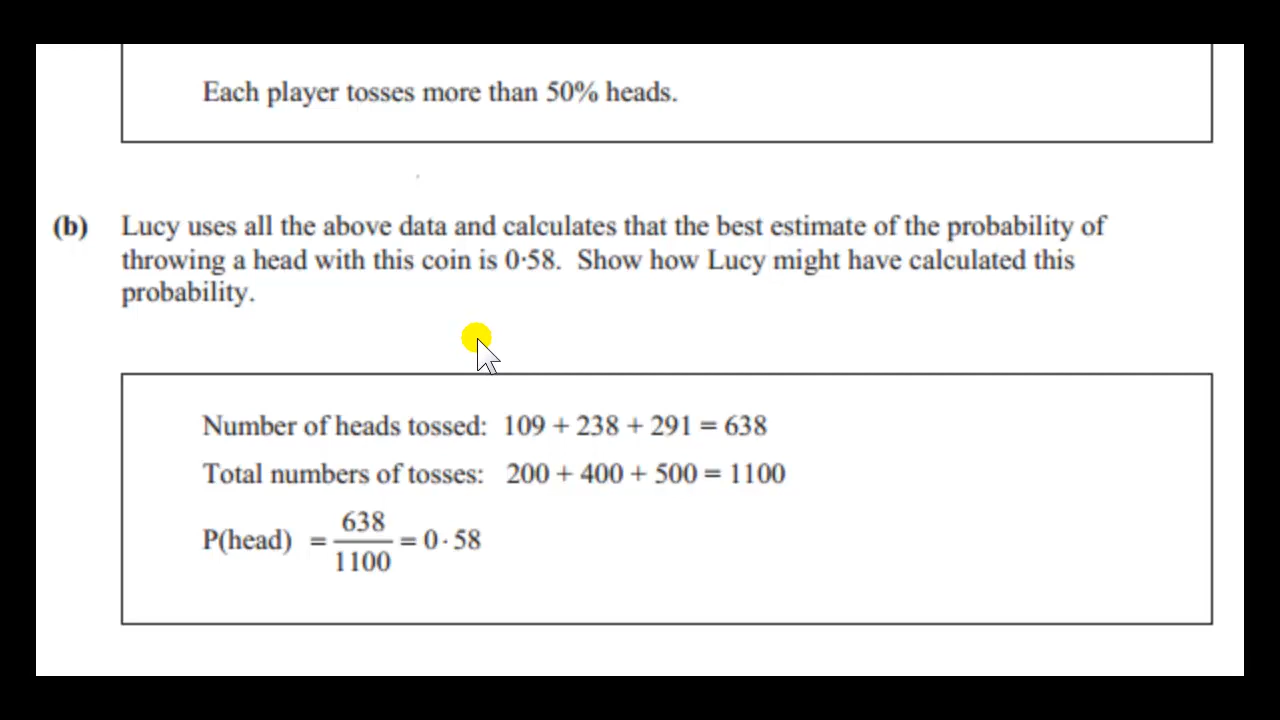 Each player tosses more than 50% heads.
(b) Lucy uses all the above data and calculates that the best estimate of the probability of
throwing a head with this coin is 0·58. Show how Lucy might have calculated this
probability.
Number of heads tossed: 109 + 238 + 291 = 638
Total numbers of tosses: 200 + 400 + 500 = 1100
P(head) = 638/1100 = 0·58